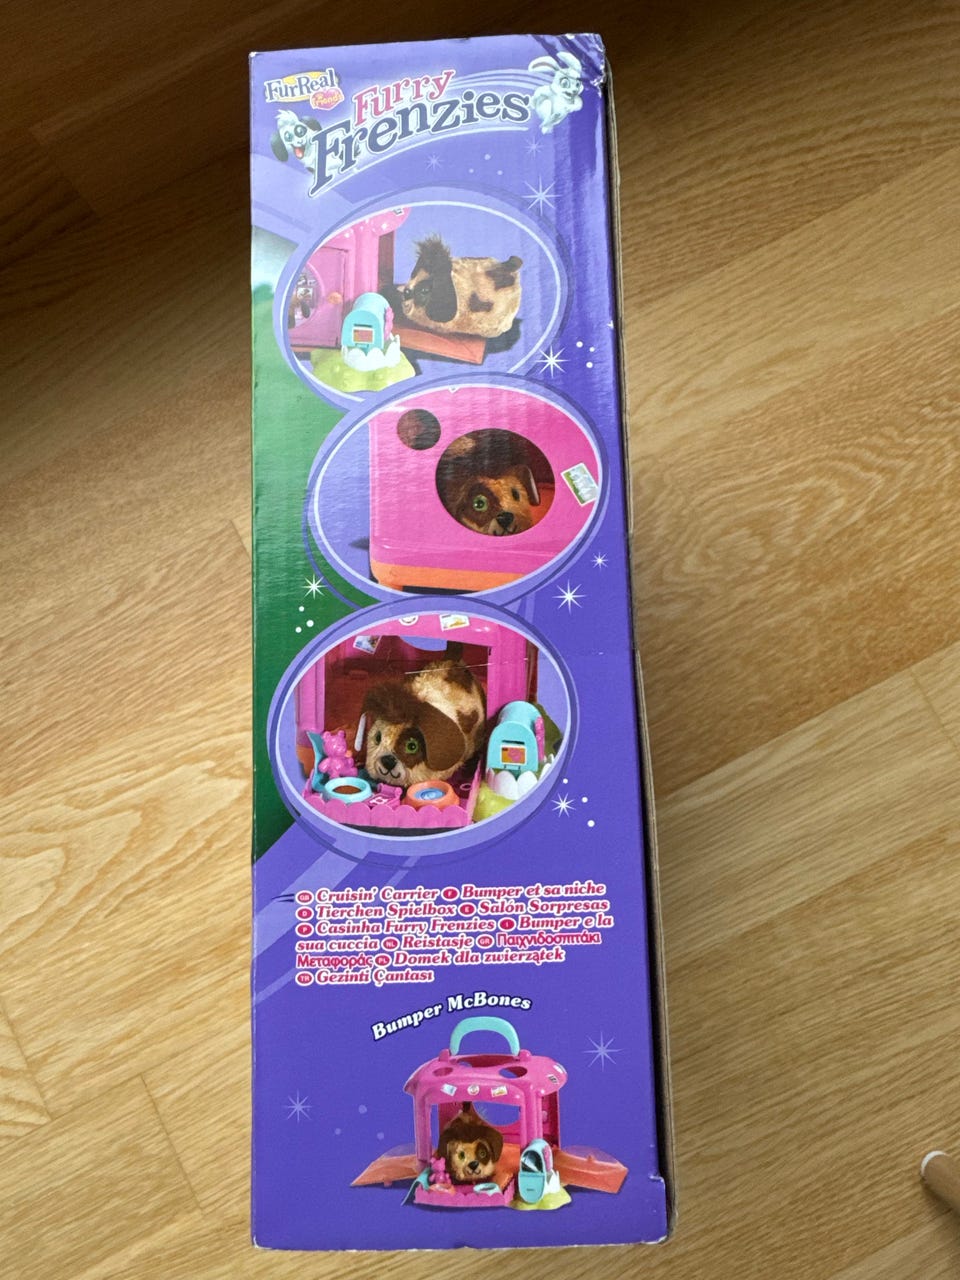 FurReal
friends
Furry
Frenzies
GB Cruisin' Carrier F Bumper et sa niche
D Tierchen Spielbox E Salón Sorpresas
P Casinha Furry Frenzies I Bumper e la
sua cuccia NL Reistasje GR Παιχνιδοσπιτάκι
Μεταφοράς PL Domek dla zwierzątek
TR Gezinti Çantası
Bumper McBones